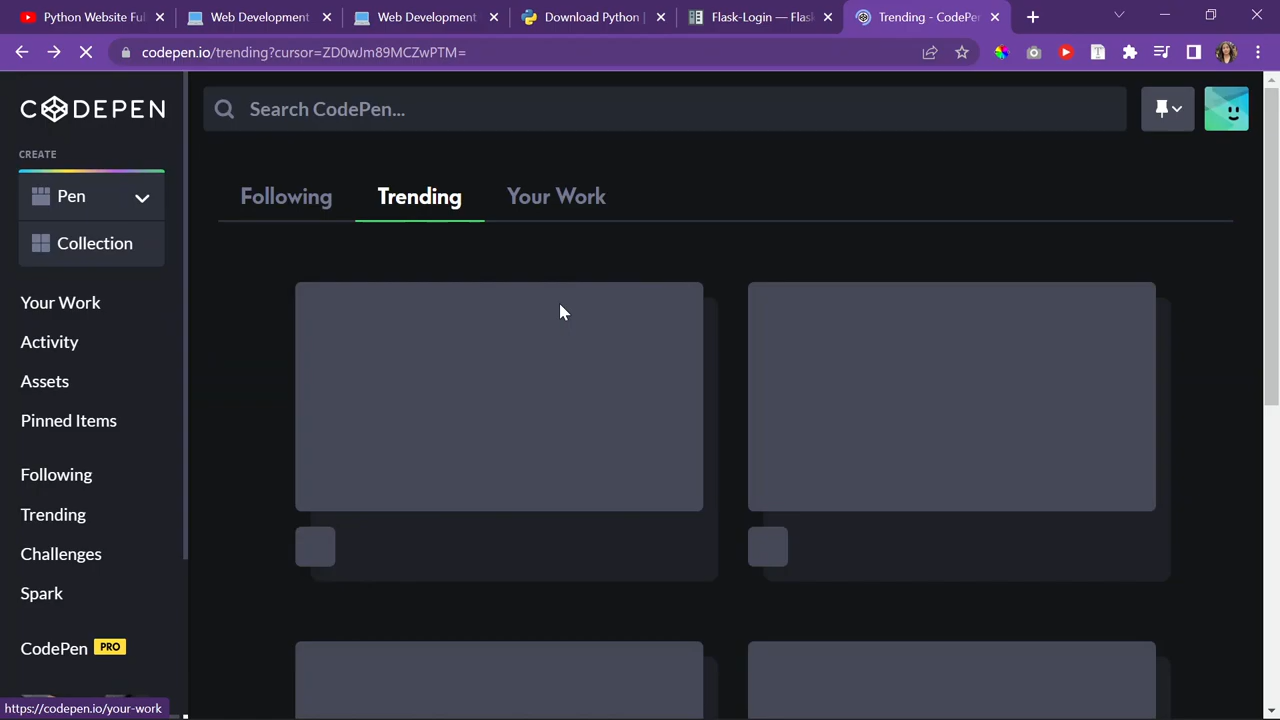 Python Website Ful
Web Development
Web Development
Download Python
Flask-Login — Flask
Trending - CodePe
codepen.io/trending?cursor=ZD0wJm89MCZwPTM=
CODEPEN
Search CodePen...
CREATE
Pen
Following
Trending
Your Work
Collection
Your Work
Activity
Assets
Pinned Items
Following
Trending
Challenges
Spark
CodePen PRO
https://codepen.io/your-work